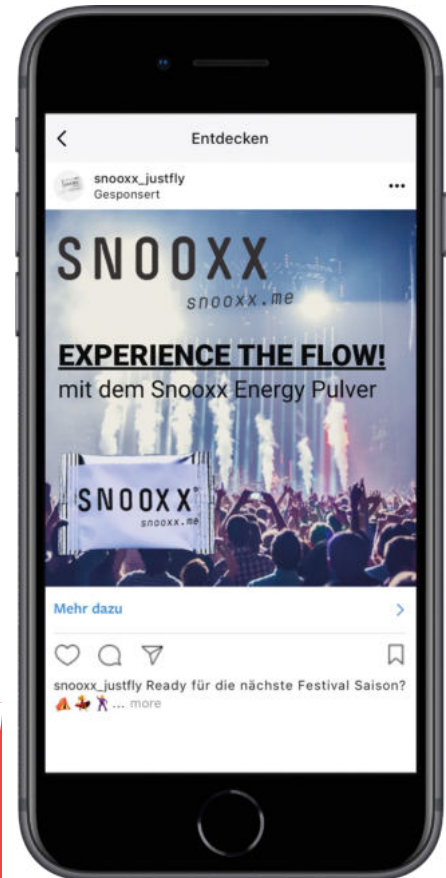 Entdecken
snooxx_justfly
Gesponsert
SNOOXX
snooxx.me
EXPERIENCE THE FLOW!
mit dem Snooxx Energy Pulver
SNOOXX®
snooxx.me
Mehr dazu
snooxx_justfly Ready für die nächste Festival Saison?
🎪💃🕺 ... more